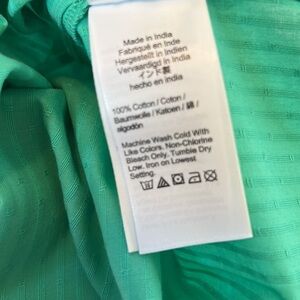 Made in India
Fabriqué en Inde
Hergestellt in Indien
Vervaardigd in India
インド製
hecho en india
100% Cotton / Coton /
Baumwolle / Katoen / 綿 /
algodón
Machine Wash Cold With
Like Colors. Non-Chlorine
Bleach Only. Tumble Dry
Low. Iron on Lowest
Setting.